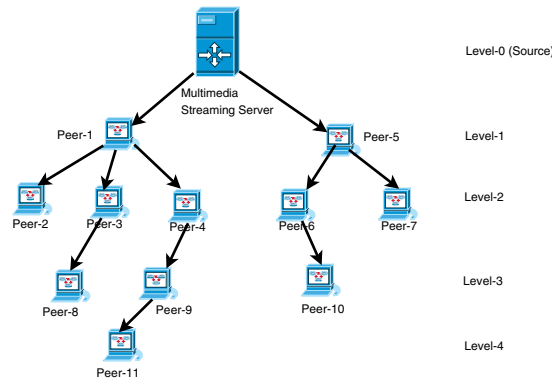 Level-0 (Source)
Multimedia
Streaming Server
Peer-1
Peer-5
Level-1
Peer-2
Peer-3
Peer-4
Peer-6
Peer-7
Level-2
Peer-8
Peer-9
Peer-10
Level-3
Peer-11
Level-4